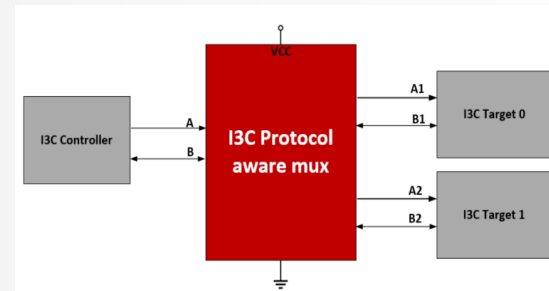 VCC
I3C Controller
A
B
I3C Protocol
aware mux
A1
B1
I3C Target 0
A2
B2
I3C Target 1